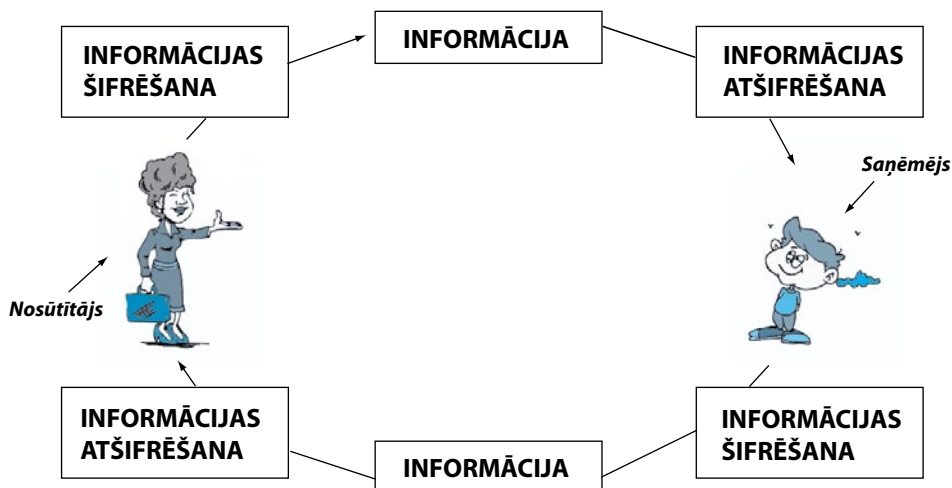 INFORMĀCIJAS
ŠIFRĒŠANA
INFORMĀCIJA
INFORMĀCIJAS
ATŠIFRĒŠANA
Saņēmējs
Nosūtītājs
INFORMĀCIJAS
ATŠIFRĒŠANA
INFORMĀCIJA
INFORMĀCIJAS
ŠIFRĒŠANA